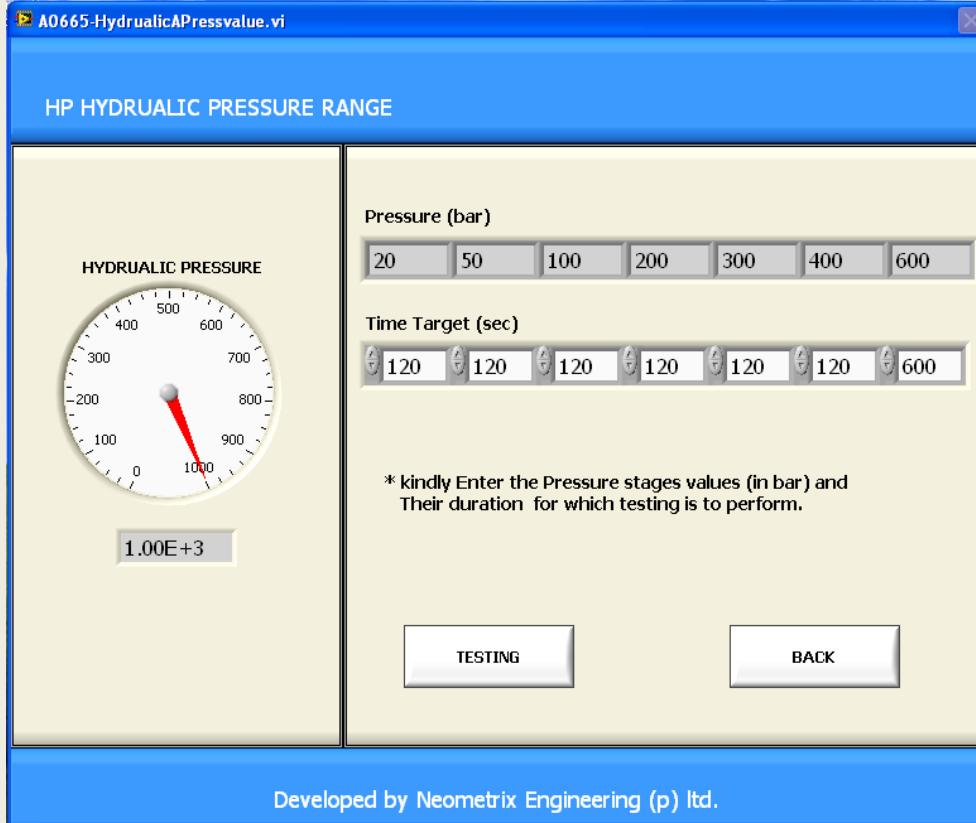 A0665-HydrualicAPressvalue.vi
HP HYDRUALIC PRESSURE RANGE
HYDRUALIC PRESSURE
0
100
200
300
400
500
600
700
800
900
1000
1.00E+3
Pressure (bar)
20 50 100 200 300 400 600
Time Target (sec)
120 120 120 120 120 120 600
* kindly Enter the Pressure stages values (in bar) and
Their duration for which testing is to perform.
TESTING BACK
Developed by Neometrix Engineering (p) ltd.